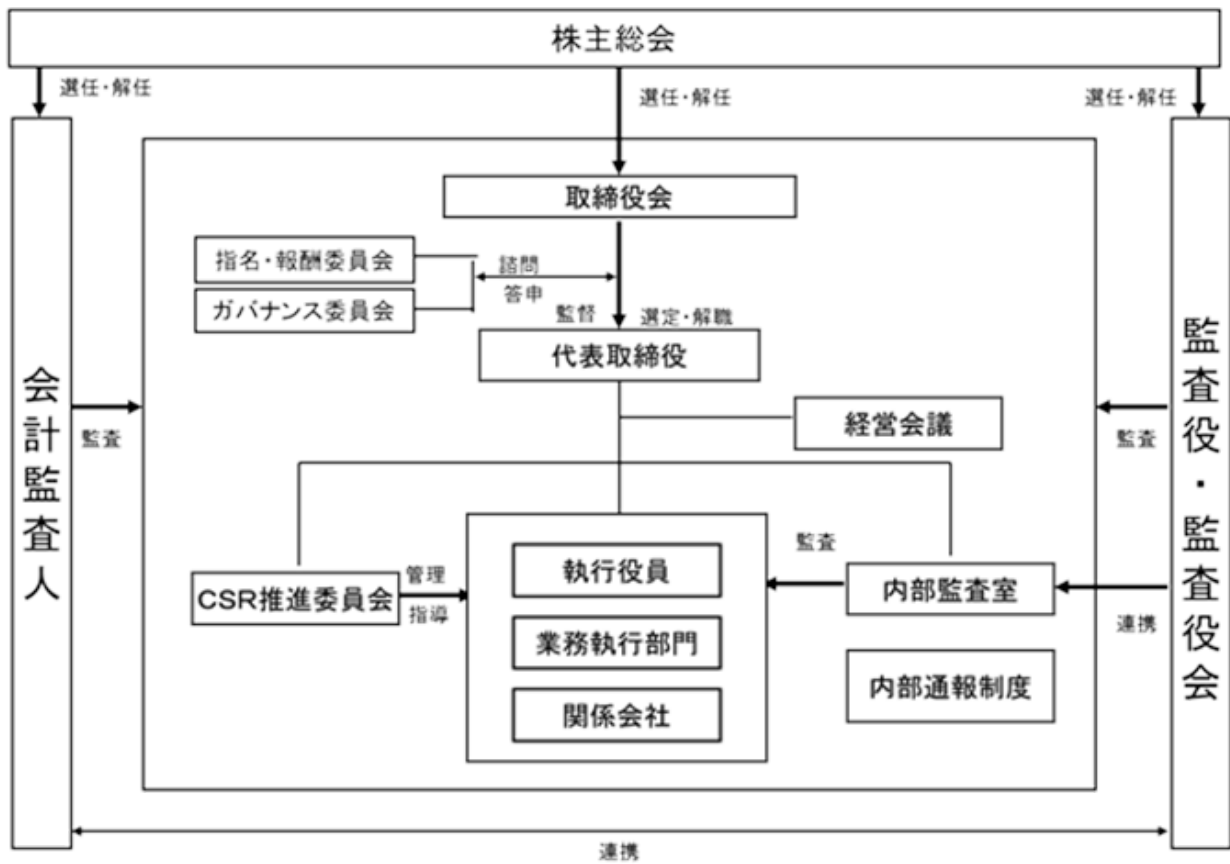 株主総会
選任・解任
選任・解任
選任・解任
取締役会
指名・報酬委員会
ガバナンス委員会
諮問
答申
監督
選定・解職
代表取締役
会計監査人
監査
経営会議
監査役・監査役会
監査
CSR推進委員会
管理
指導
執行役員
業務執行部門
関係会社
監査
内部監査室
連携
内部通報制度
連携